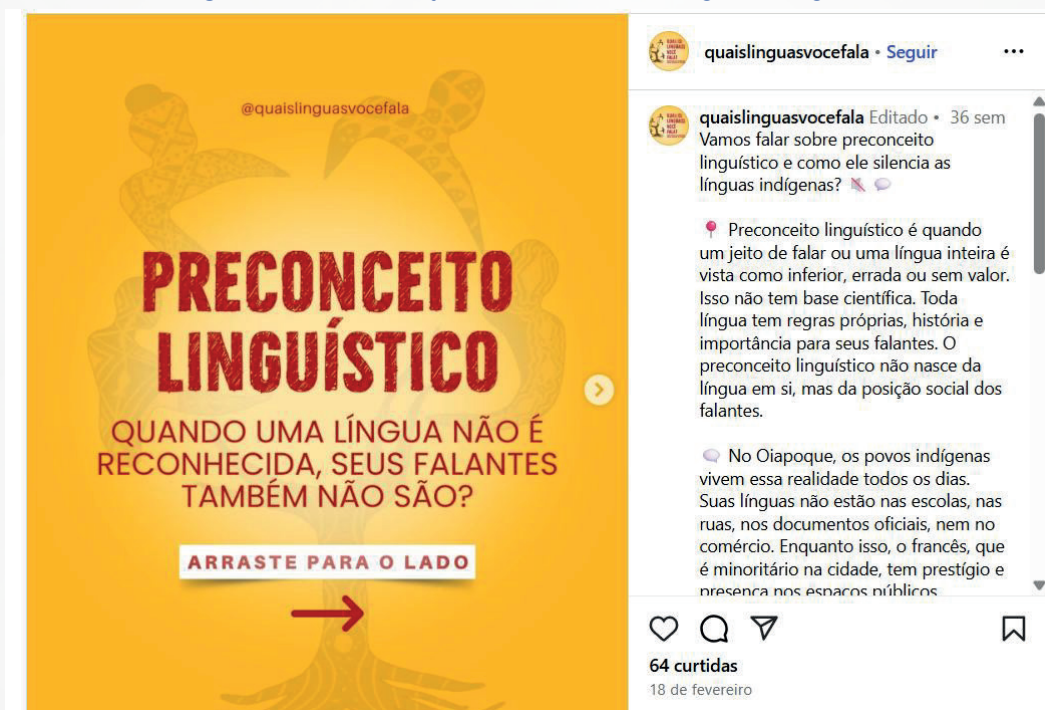 @quaislinguasvocefala
PRECONCEITO
LINGUÍSTICO
QUANDO UMA LÍNGUA NÃO É
RECONHECIDA, SEUS FALANTES
TAMBÉM NÃO SÃO?
ARRASTE PARA O LADO
quaislinguasvocefala • Seguir
quaislinguasvocefala Editado • 36 sem
Vamos falar sobre preconceito
linguístico e como ele silencia as
línguas indígenas?
Preconceito linguístico é quando
um jeito de falar ou uma língua inteira é
vista como inferior, errada ou sem valor.
Isso não tem base científica. Toda
língua tem regras próprias, história e
importância para seus falantes. O
preconceito linguístico não nasce da
língua em si, mas da posição social dos
falantes.
No Oiapoque, os povos indígenas
vivem essa realidade todos os dias.
Suas línguas não estão nas escolas, nas
ruas, nos documentos oficiais, nem no
comércio. Enquanto isso, o francês, que
é minoritário na cidade, tem prestígio e
presença nos espaços públicos
64 curtidas
18 de fevereiro